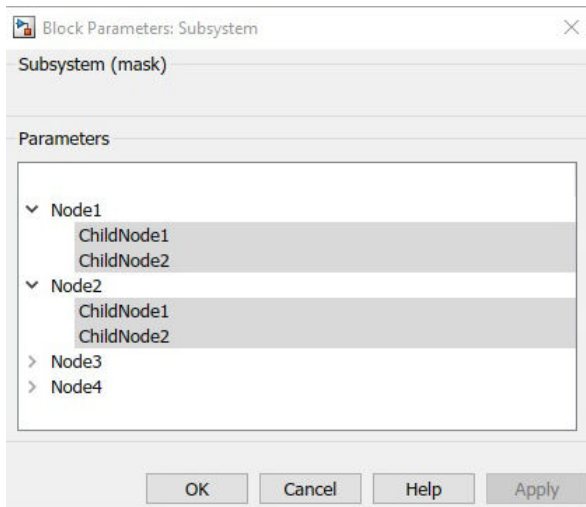 Block Parameters: Subsystem
Subsystem (mask)
Parameters
Node1
ChildNode1
ChildNode2
Node2
ChildNode1
ChildNode2
Node3
Node4
OK Cancel Help Apply